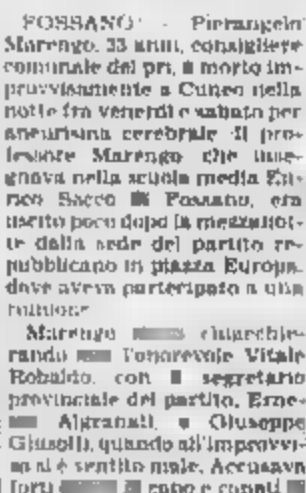 FOSSANO - Pierangelo
Marengo, 33 anni, consigliere
comunale del pri, è morto im-
provvisamente a Cuneo nella
notte fra venerdì e sabato per
aneurisma cerebrale. Il pro-
fessore Marengo che inse-
gnava nella scuola media En-
rico Sacco di Fossano, era
uscito poco dopo la mezzanot-
te dalla sede del partito re-
pubblicano in piazza Europa,
dove aveva partecipato a una
riunione.
Marengo chiacchie-
rando l'onorevole Vitale
Robaldo, con segretario
provinciale del partito, Erne-
Algranati, Giuseppe
quando all'improvvi-
si è sentito male. Accusava
forti capo e conati